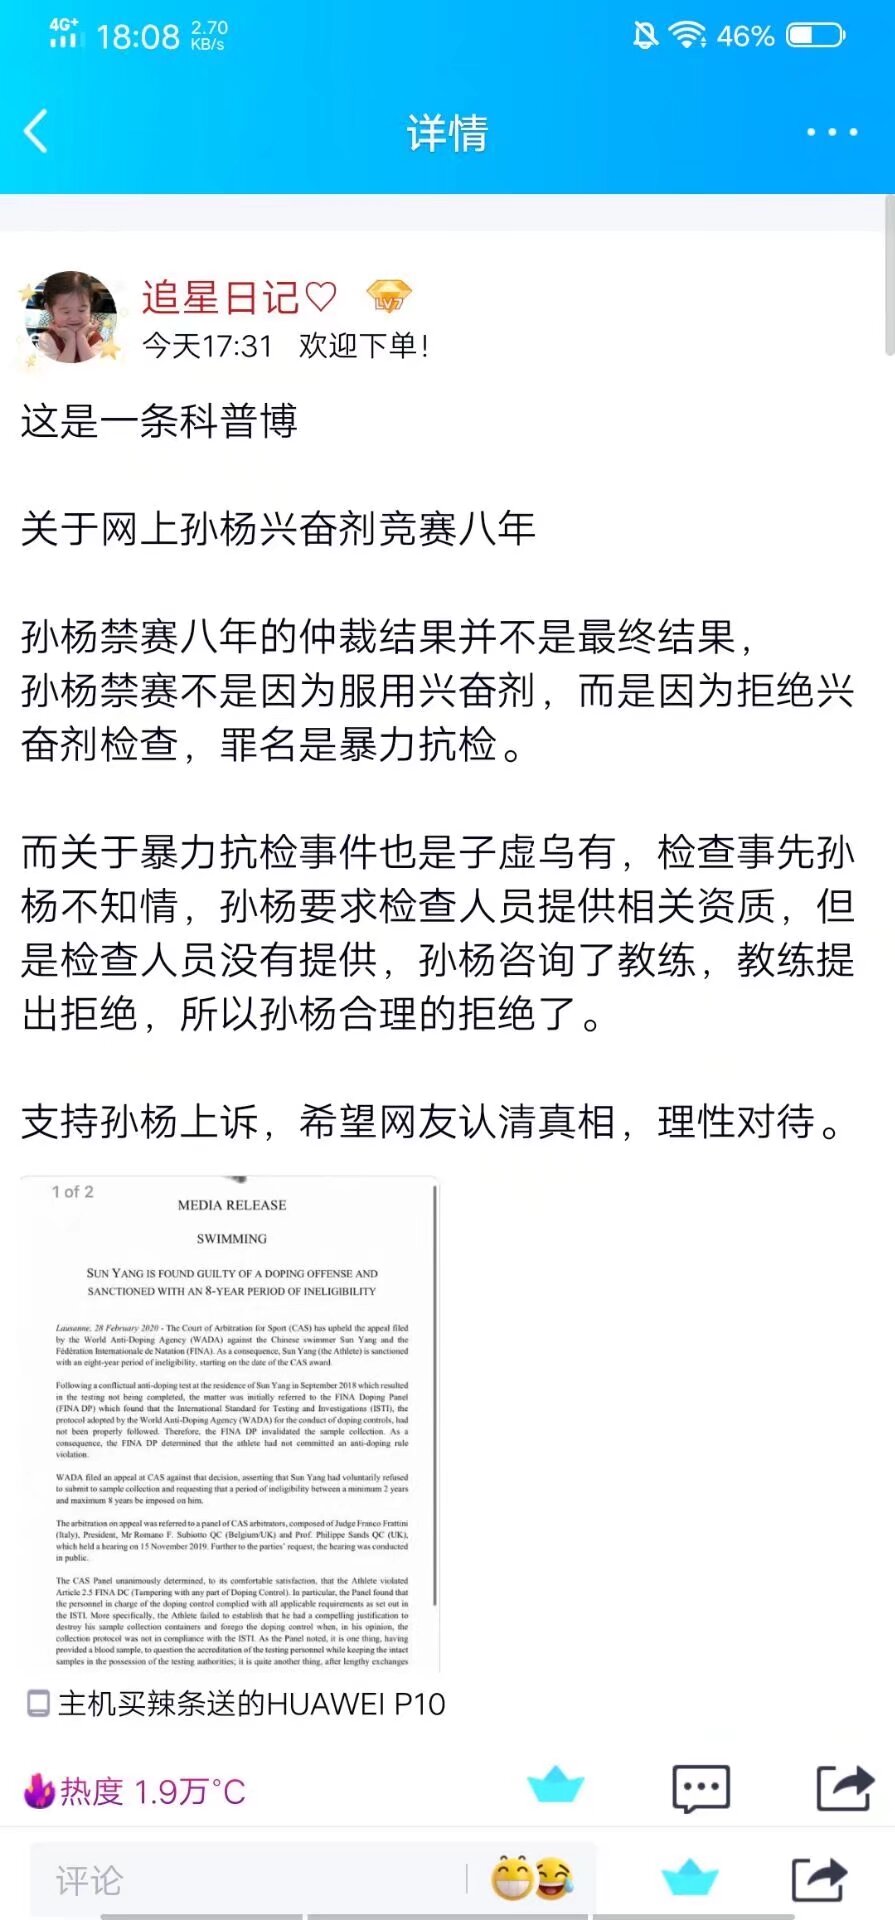 4G+ 18:08 2.70 KB/s 46%
详情
追星日记♡ LV7
今天17:31 欢迎下单!
这是一条科普博
关于网上孙杨兴奋剂竞赛八年
孙杨禁赛八年的仲裁结果并不是最终结果,
孙杨禁赛不是因为服用兴奋剂，而是因为拒绝兴
奋剂检查，罪名是暴力抗检。
而关于暴力抗检事件也是子虚乌有，检查事先孙
杨不知情，孙杨要求检查人员提供相关资质，但
是检查人员没有提供，孙杨咨询了教练，教练提
出拒绝，所以孙杨合理的拒绝了。
支持孙杨上诉，希望网友认清真相，理性对待。
1 of 2
MEDIA RELEASE
SWIMMING
SUN YANG IS FOUND GUILTY OF A DOPING OFFENSE AND
SANCTIONED WITH AN 8-YEAR PERIOD OF INELIGIBILITY
Lausanne, 28 February 2020 - The Court of Arbitration for Sport (CAS) has upheld the appeal filed
by the World Anti-Doping Agency (WADA) against the Chinese swimmer Sun Yang and the
Fédération Internationale de Natation (FINA). As a consequence, Sun Yang (the Athlete) is sanctioned
with an eight-year period of ineligibility, starting on the date of the CAS award.
Following a conflictual anti-doping test at the residence of Sun Yang in September 2018 which resulted
in the testing not being completed, the matter was initially referred to the FINA Doping Panel
(FINA DP) which found that the International Standard for Testing and Investigations (ISTI), the
protocol adopted by the World Anti-Doping Agency (WADA) for the conduct of doping controls, had
not been properly followed. Therefore, the FINA DP invalidated the sample collection. As a
consequence, the FINA DP determined that the athlete had not committed an anti-doping rule
violation.
WADA filed an appeal at CAS against that decision, asserting that Sun Yang had voluntarily refused
to submit to sample collection and requesting that a period of ineligibility between a minimum 2 years
and maximum 8 years be imposed on him.
The arbitration on appeal was referred to a panel of CAS arbitrators, composed of Judge Franco Frattini
(Italy), President, Mr Romano F. Subiotto QC (Belgium/UK) and Prof. Philippe Sands QC (UK),
which held a hearing on 15 November 2019. Further to the parties' request, the hearing was conducted
in public.
The CAS Panel unanimously determined, to its comfortable satisfaction, that the Athlete violated
Article 2.5 FINA DC (Tampering with any part of Doping Control). In particular, the Panel found that
the personnel in charge of the doping control complied with all applicable requirements as set out in
the ISTI. More specifically, the Athlete failed to establish that he had a compelling justification to
destroy his sample collection containers and forego the doping control when, in his opinion, the
collection protocol was not in compliance with the ISTI. As the Panel noted, it is one thing, having
provided a blood sample, to question the accreditation of the testing personnel while keeping the intact
samples in the possession of the testing authorities; it is quite another thing, after lengthy exchanges
主机买辣条送的HUAWEI P10
热度 1.9万°C
评论